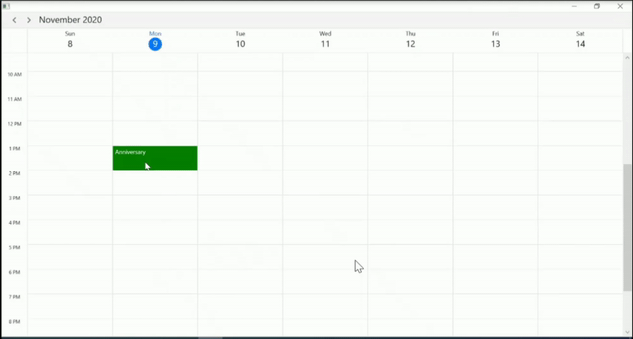 November 2020
Sun Mon Tue Wed Thu Fri Sat
8 9 10 11 12 13 14
10 AM
11 AM
12 PM
1 PM
Anniversary
2 PM
3 PM
4 PM
5 PM
6 PM
7 PM
8 PM